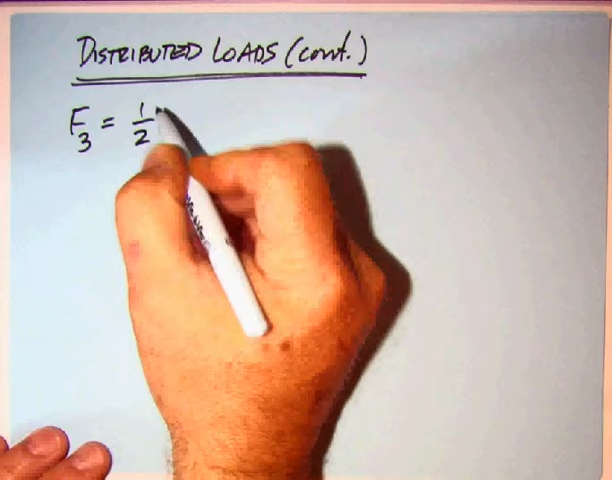 DISTRIBUTED LOADS (cont.)
F3 = 1/2